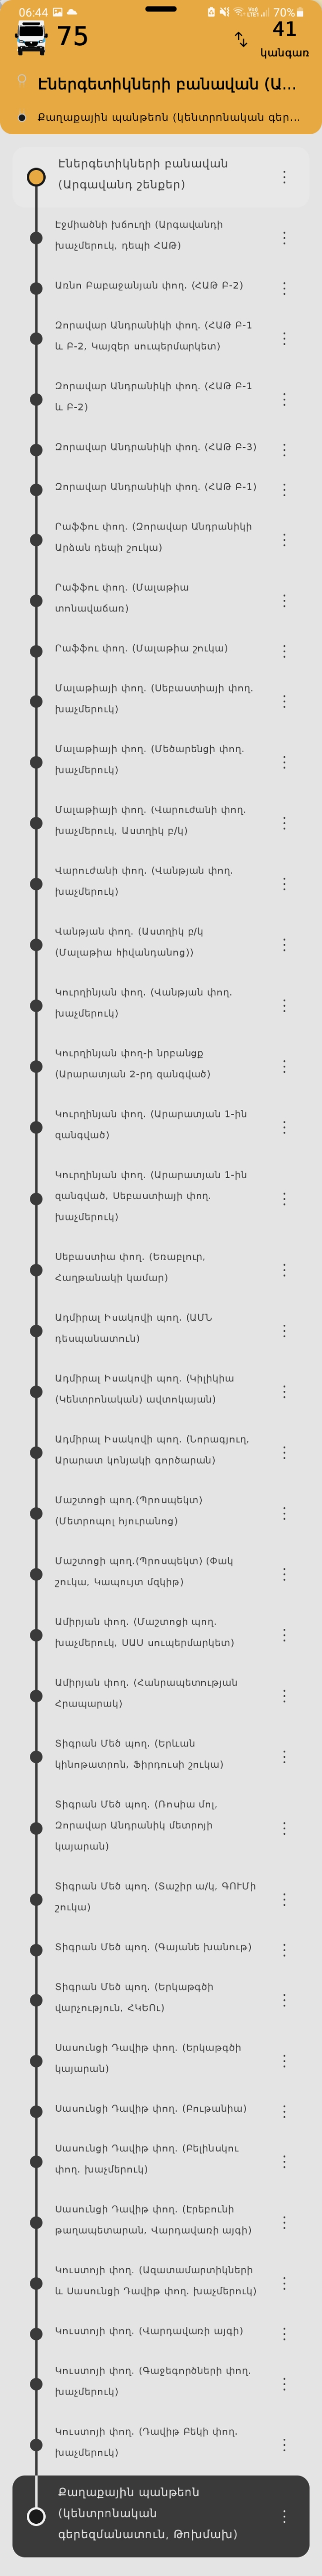 06:44 70%
75
41
կանգառ
Էներգետիկների բանավան (Ա...
Քաղաքային պանթեոն (կենտրոնական գեր...
Էներգետիկների բանավան
(Արգավանդ շենքեր)
Էջմիածնի խճուղի (Արգավանդի
խաչմերուկ, դեպի ՀԱԹ)
Առնո Բաբաջանյան փող. (ՀԱԹ Բ-2)
Զորավար Անդրանիկի փող. (ՀԱԹ Բ-1
և Բ-2, Կայզեր սուպերմարկետ)
Զորավար Անդրանիկի փող. (ՀԱԹ Բ-1
և Բ-2)
Զորավար Անդրանիկի փող. (ՀԱԹ Բ-3)
Զորավար Անդրանիկի փող. (ՀԱԹ Բ-1)
Րաֆֆու փող. (Զորավար Անդրանիկի
Արձան դեպի շուկա)
Րաֆֆու փող. (Մալաթիա
տոնավաճառ)
Րաֆֆու փող. (Մալաթիա շուկա)
Մալաթիայի փող. (Սեբաստիայի փող.
խաչմերուկ)
Մալաթիայի փող. (Մեծարենցի փող.
խաչմերուկ)
Մալաթիայի փող. (Վարուժանի փող.
խաչմերուկ, Աստղիկ բ/կ)
Վարուժանի փող. (Վանթյան փող.
խաչմերուկ)
Վանթյան փող. (Աստղիկ բ/կ
(Մալաթիա հիվանդանոց))
Կուրղինյան փող. (Վանթյան փող.
խաչմերուկ)
Կուրղինյան փող-ի նրբանցք
(Արարատյան 2-րդ զանգված)
Կուրղինյան փող. (Արարատյան 1-ին
զանգված)
Կուրղինյան փող. (Արարատյան 1-ին
զանգված, Սեբաստիայի փող.
խաչմերուկ)
Սեբաստիա փող. (Եռաբլուր,
Հաղթանակի կամար)
Ադմիրալ Իսակովի պող. (ԱՄՆ
դեսպանատուն)
Ադմիրալ Իսակովի պող. (Կիլիկիա
(Կենտրոնական) ավտոկայան)
Ադմիրալ Իսակովի պող. (Նորագյուղ,
Արարատ կոնյակի գործարան)
Մաշտոցի պող.(Պրոսպեկտ)
(Մետրոպոլ հյուրանոց)
Մաշտոցի պող.(Պրոսպեկտ) (Փակ
շուկա, Կապույտ մզկիթ)
Ամիրյան փող. (Մաշտոցի պող.
խաչմերուկ, ՍԱՍ սուպերմարկետ)
Ամիրյան փող. (Հանրապետության
Հրապարակ)
Տիգրան Մեծ պող. (Երևան
կինոթատրոն, Ֆիրդուսի շուկա)
Տիգրան Մեծ պող. (Ռոսիա մոլ,
Զորավար Անդրանիկ մետրոյի
կայարան)
Տիգրան Մեծ պող. (Տաշիր ա/կ, ԳՈՒՄի
շուկա)
Տիգրան Մեծ պող. (Գայանե խանութ)
Տիգրան Մեծ պող. (Երկաթգծի
վարչություն, ՀԿԵՈւ)
Սասունցի Դավիթ փող. (Երկաթգծի
կայարան)
Սասունցի Դավիթ փող. (Բութանիա)
Սասունցի Դավիթ փող. (Բելինսկու
փող. խաչմերուկ)
Սասունցի Դավիթ փող. (Էրեբունի
թաղապետարան, Վարդավառի այգի)
Կուստոյի փող. (Ազատամարտիկների
և Սասունցի Դավիթ փող. խաչմերուկ)
Կուստոյի փող. (Վարդավառի այգի)
Կուստոյի փող. (Գաջեգործների փող.
խաչմերուկ)
Կուստոյի փող. (Դավիթ Բեկի փող.
խաչմերուկ)
Քաղաքային պանթեոն
(կենտրոնական
գերեզմանատուն, Թոխմախ)